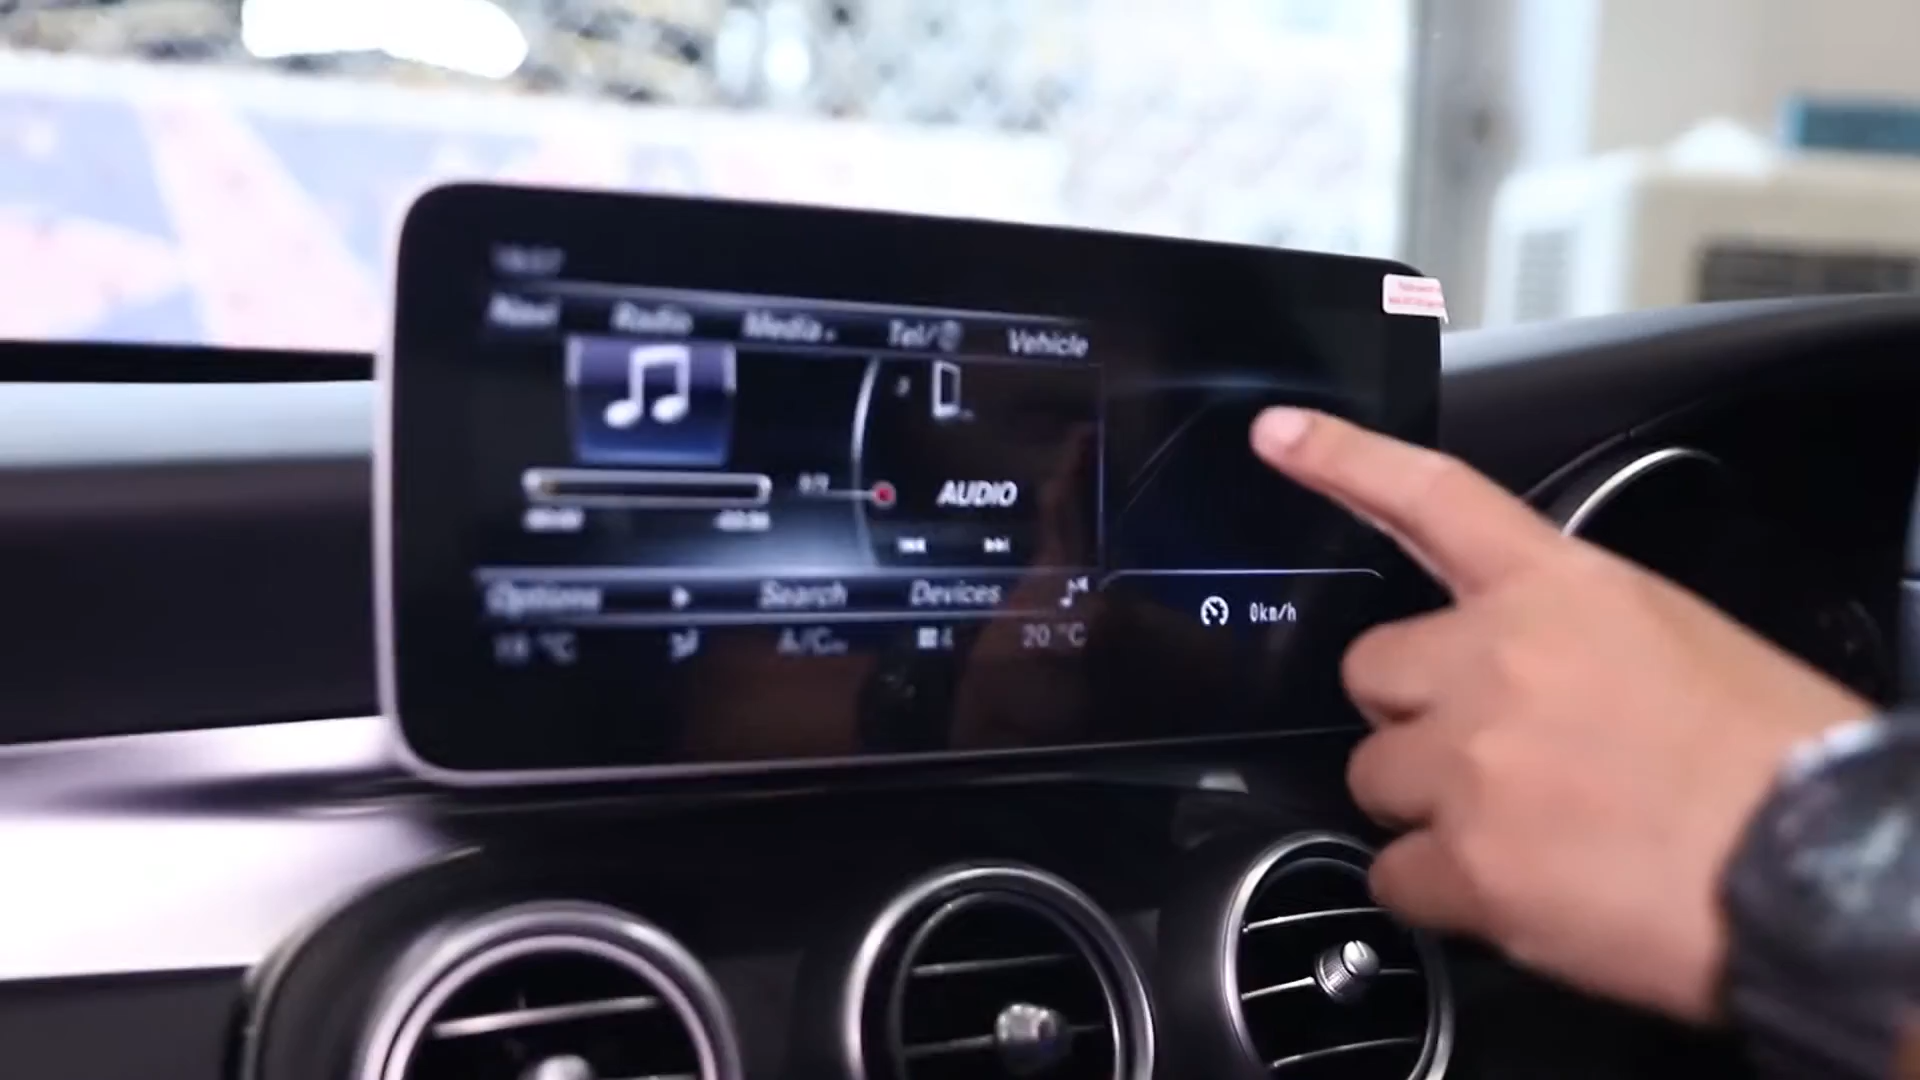 Navi Radio Media Tel/ Vehicle
AUDIO
Options Search Devices
A/C 20 °C
0km/h